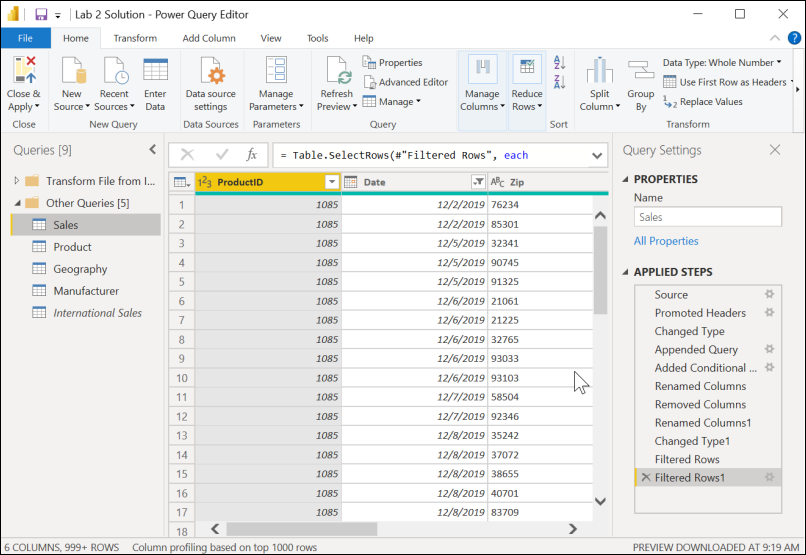 Lab 2 Solution - Power Query Editor
File Home Transform Add Column View Tools Help
Close & Apply
Close
New Source
Recent Sources
Enter Data
New Query
Data source settings
Data Sources
Manage Parameters
Parameters
Refresh Preview
Properties
Advanced Editor
Manage
Query
Manage Columns
Reduce Rows
Sort
Split Column
Group By
Data Type: Whole Number
Use First Row as Headers
Replace Values
Transform
Queries [9]
Transform File from I...
Other Queries [5]
Sales
Product
Geography
Manufacturer
International Sales
fx = Table.SelectRows(#"Filtered Rows", each
123 ProductID Date ABC Zip
1 1085 12/2/2019 76234
2 1085 12/2/2019 85301
3 1085 12/5/2019 32341
4 1085 12/5/2019 90745
5 1085 12/5/2019 91325
6 1085 12/6/2019 21061
7 1085 12/6/2019 21225
8 1085 12/6/2019 32765
9 1085 12/6/2019 93033
10 1085 12/6/2019 93103
11 1085 12/7/2019 58504
12 1085 12/7/2019 92346
13 1085 12/8/2019 35242
14 1085 12/8/2019 37072
15 1085 12/8/2019 38655
16 1085 12/8/2019 40701
17 1085 12/8/2019 83709
18
Query Settings
PROPERTIES
Name
Sales
All Properties
APPLIED STEPS
Source
Promoted Headers
Changed Type
Appended Query
Added Conditional ...
Renamed Columns
Removed Columns
Renamed Columns1
Changed Type1
Filtered Rows
Filtered Rows1
6 COLUMNS, 999+ ROWS Column profiling based on top 1000 rows PREVIEW DOWNLOADED AT 9:19 AM